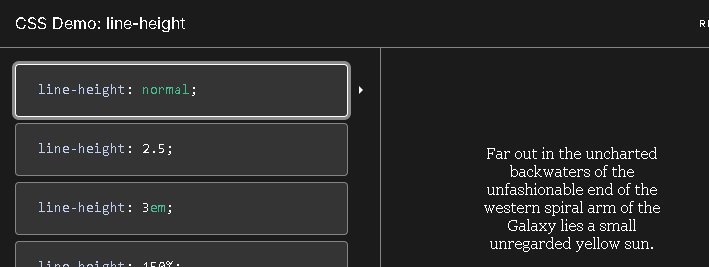 CSS Demo: line-height
line-height: normal;
line-height: 2.5;
line-height: 3em;
line-height: 150%;
Far out in the uncharted
backwaters of the
unfashionable end of the
western spiral arm of the
Galaxy lies a small
unregarded yellow sun.